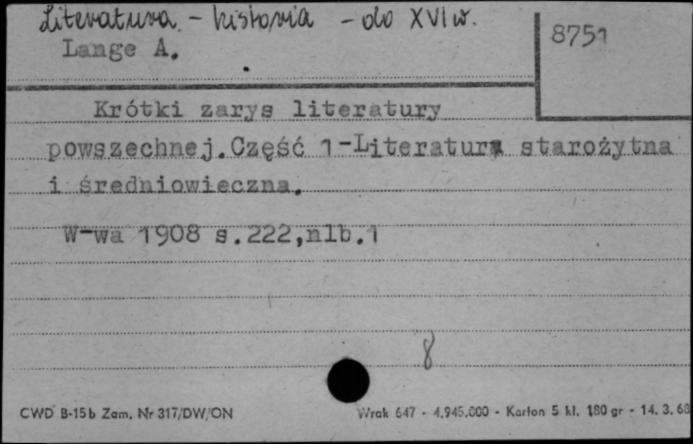 Literatura - historia - do XVI w.
Lange A.
8751
Krótki zarys literatury
powszechnej.Część 1-Literatura starożytna
i średniowieczna.
W-wa 1908 s.222,nlb.1
8
CWD B-15b Zam. Nr 317/DW/ON
Wrak 647 - 4.945.000 - Karton 5 kl. 180 gr - 14. 3. 68